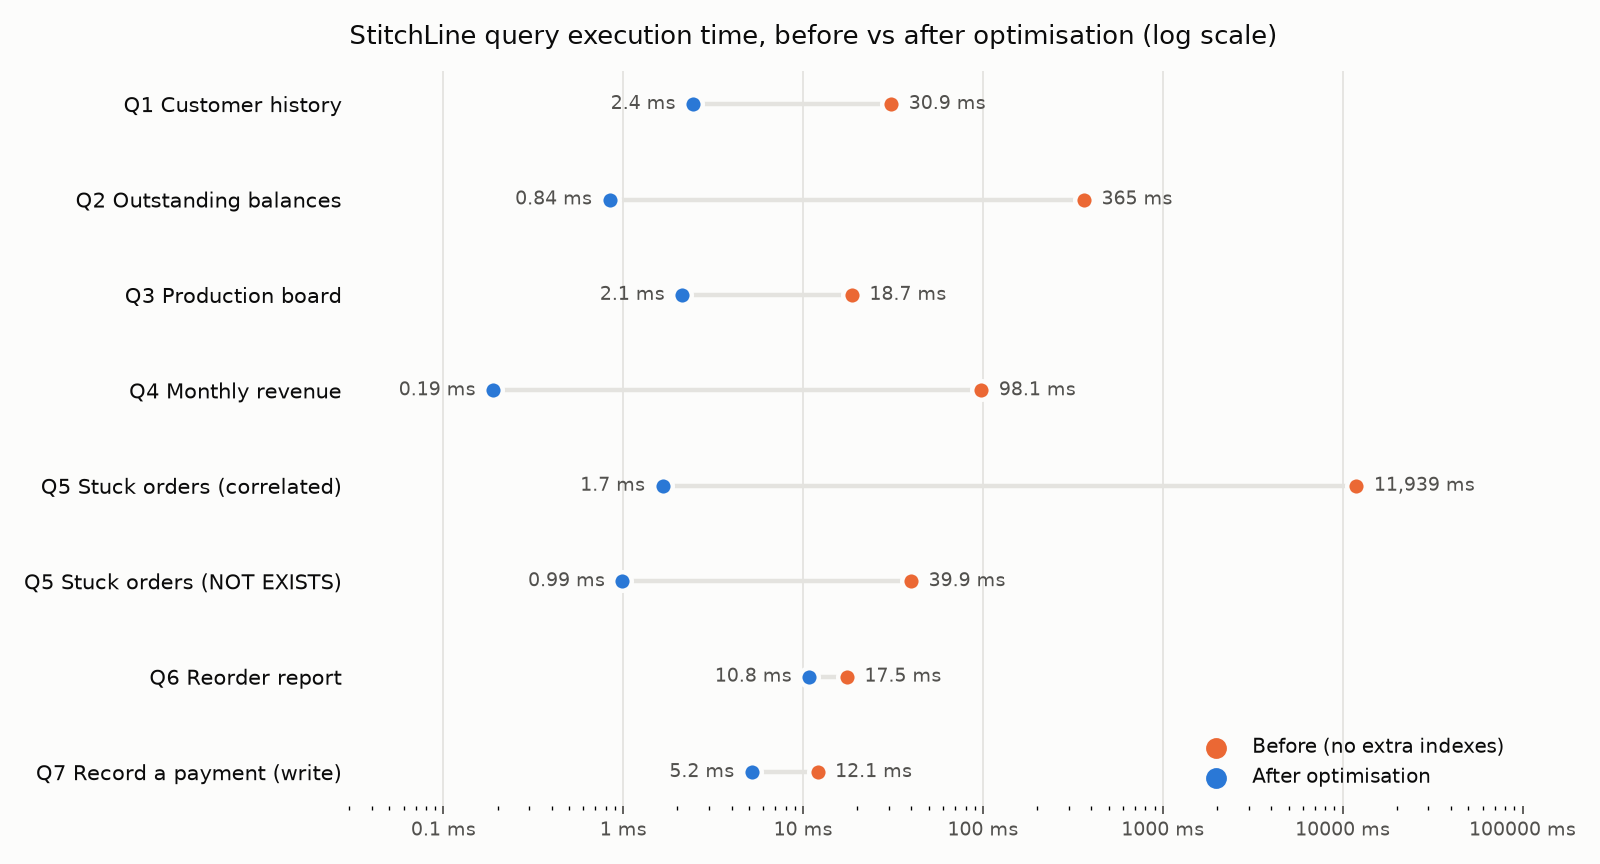 StitchLine query execution time, before vs after optimisation (log scale)
Q1 Customer history 2.4 ms 30.9 ms
Q2 Outstanding balances 0.84 ms 365 ms
Q3 Production board 2.1 ms 18.7 ms
Q4 Monthly revenue 0.19 ms 98.1 ms
Q5 Stuck orders (correlated) 1.7 ms 11,939 ms
Q5 Stuck orders (NOT EXISTS) 0.99 ms 39.9 ms
Q6 Reorder report 10.8 ms 17.5 ms
Before (no extra indexes)
Q7 Record a payment (write) 5.2 ms 12.1 ms
After optimisation
0.1 ms 1 ms 10 ms 100 ms 1000 ms 10000 ms 100000 ms